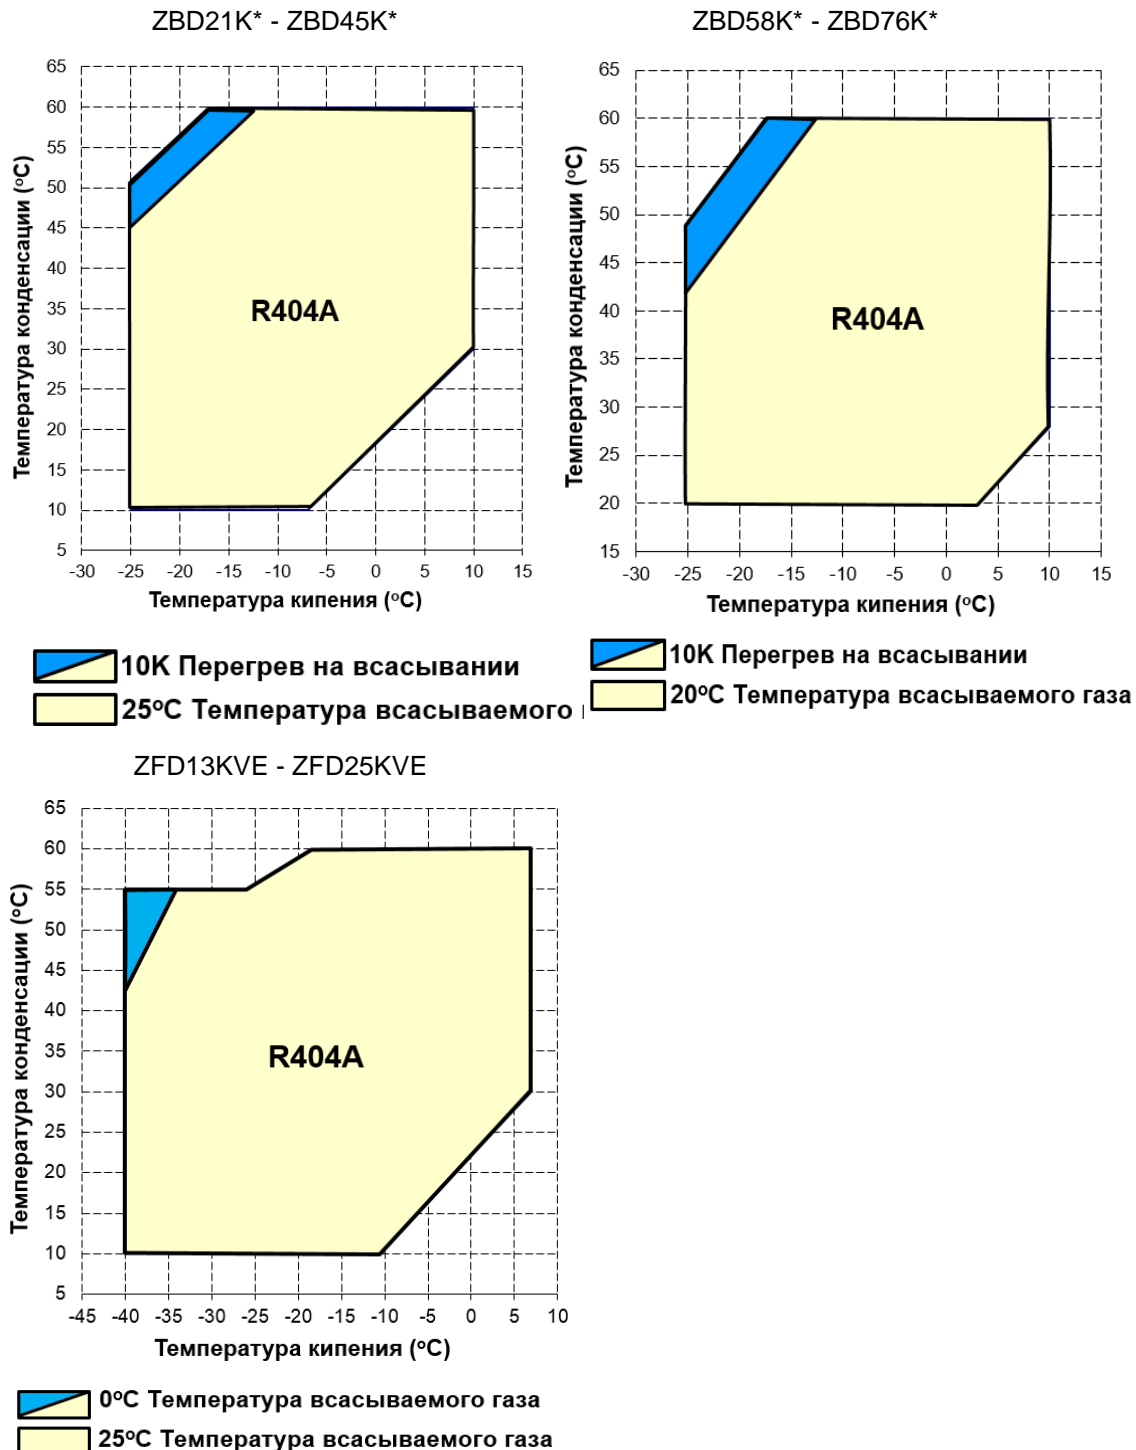 ZBD21K* - ZBD45K*
65
60
55
50
45
40
35
30
25
20
15
10
5
Температура конденсации (°C)
R404A
-30 -25 -20 -15 -10 -5 0 5 10 15
Температура кипения (°C)
10K Перегрев на всасывании
25°C Температура всасываемого
ZBD58K* - ZBD76K*
65
60
55
50
45
40
35
30
25
20
15
Температура конденсации (°C)
R404A
-30 -25 -20 -15 -10 -5 0 5 10 15
Температура кипения (°C)
10K Перегрев на всасывании
20°C Температура всасываемого газа
ZFD13KVE - ZFD25KVE
65
60
55
50
45
40
35
30
25
20
15
10
5
Температура конденсации (°C)
R404A
-45 -40 -35 -30 -25 -20 -15 -10 -5 0 5 10
Температура кипения (°C)
0°C Температура всасываемого газа
25°C Температура всасываемого газа